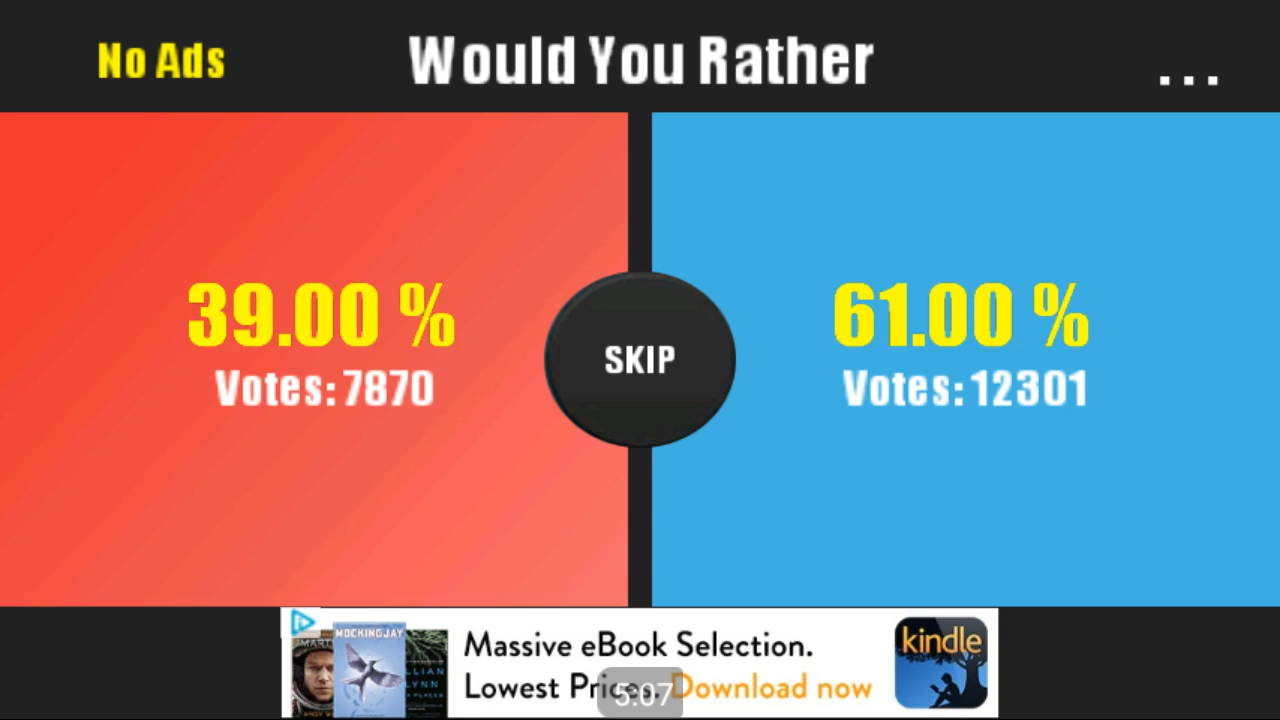 No Ads
Would You Rather
...
39.00 %
Votes: 7870
SKIP
61.00 %
Votes: 12301
MOCKINGJAY
Massive eBook Selection.
Lowest Prices. Download now
kindle
5:07